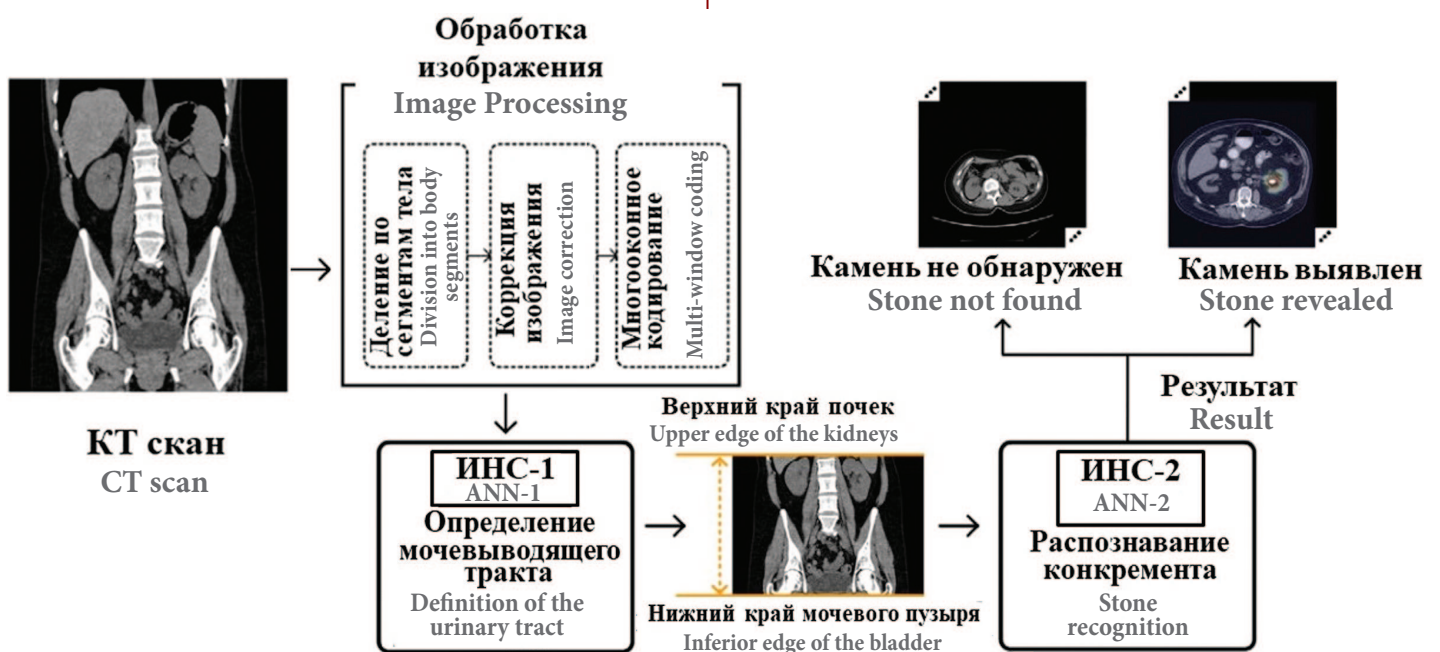 Обработка
изображения
Image Processing
Деление по
сегментам тела
Division into body
segments
Коррекция
изображения
Image correction
Многооконное
кодирование
Multi-window coding
КТ скан
CT scan
ИНС-1
ANN-1
Определение
мочевыводящего
тракта
Definition of the
urinary tract
Верхний край почек
Upper edge of the kidneys
Нижний край мочевого пузыря
Inferior edge of the bladder
ИНС-2
ANN-2
Распознавание
конкремента
Stone
recognition
Результат
Result
Камень не обнаружен
Stone not found
Камень выявлен
Stone revealed